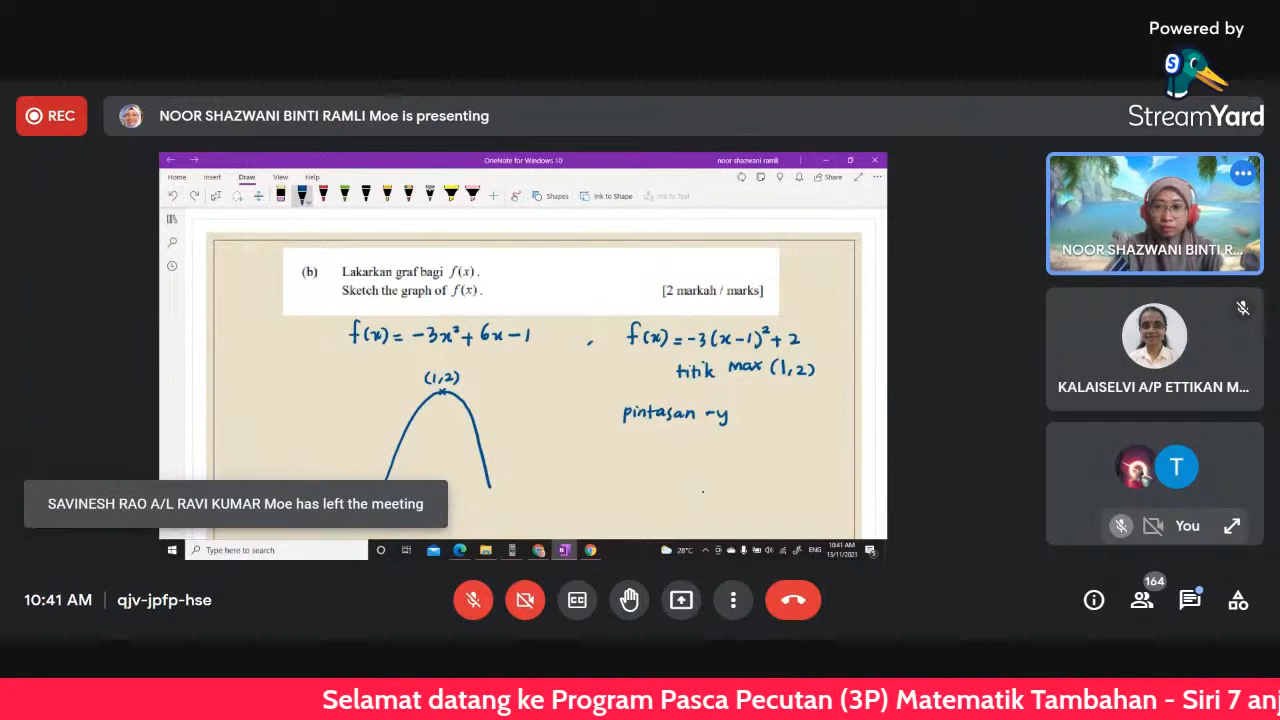 Powered by
StreamYard
REC
NOOR SHAZWANI BINTI RAMLI Moe is presenting
OneNote for Windows 10
noor shazwani ramli
Home Insert Draw View Help
Share
Shapes
Ink to Shape
Ink to Text
(b) Lakarkan graf bagi f(x).
Sketch the graph of f(x). [2 markah / marks]
f(x) = -3x² + 6x - 1 , f(x) = -3(x-1)² + 2
titik max (1,2)
(1,2)
pintasan -y
SAVINESH RAO A/L RAVI KUMAR Moe has left the meeting
Type here to search
28°C
ENG
10:41 AM
13/11/2021
NOOR SHAZWANI BINTI R...
KALAISELVI A/P ETTIKAN M...
T
You
10:41 AM qjv-jpfp-hse
CC
164
Selamat datang ke Program Pasca Pecutan (3P) Matematik Tambahan - Siri 7 anj